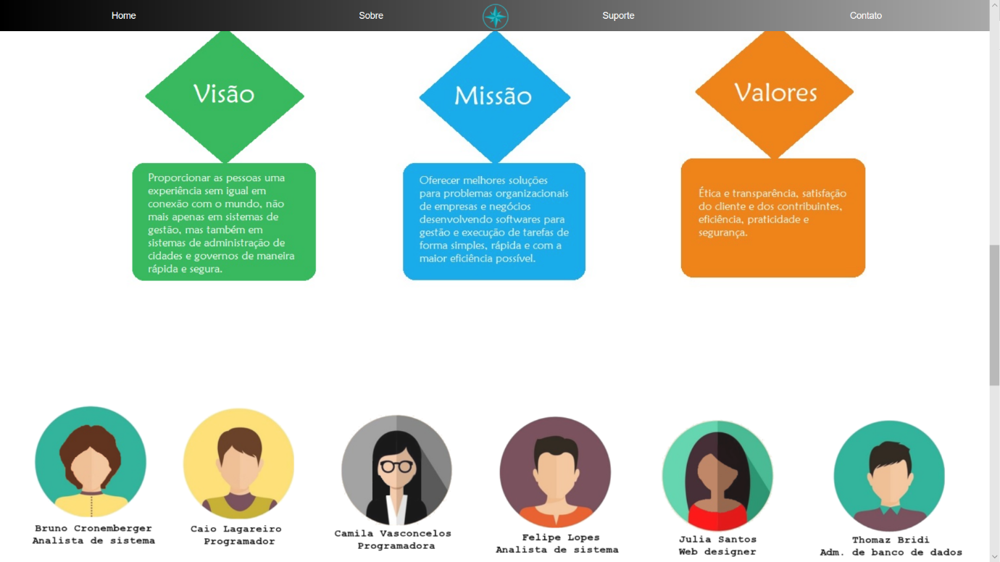 Home
Sobre
Suporte
Contato
Visão
Missão
Valores
Proporcionar as pessoas uma
experiência sem igual em
conexão com o mundo, não
mais apenas em sistemas de
gestão, mas também em
sistemas de administração de
cidades e governos de maneira
rápida e segura.
Oferecer melhores soluções
para problemas organizacionais
de empresas e negócios
desenvolvendo softwares para
gestão e execução de tarefas de
forma simples, rápida e com a
maior eficiência possível.
Ética e transparência, satisfação
do cliente e dos contribuintes,
eficiência, praticidade e
segurança.
Bruno Cronemberger
Analista de sistema
Caio Lagareiro
Programador
Camila Vasconcelos
Programadora
Felipe Lopes
Analista de sistema
Julia Santos
Web designer
Thomaz Bridi
Adm. de banco de dados